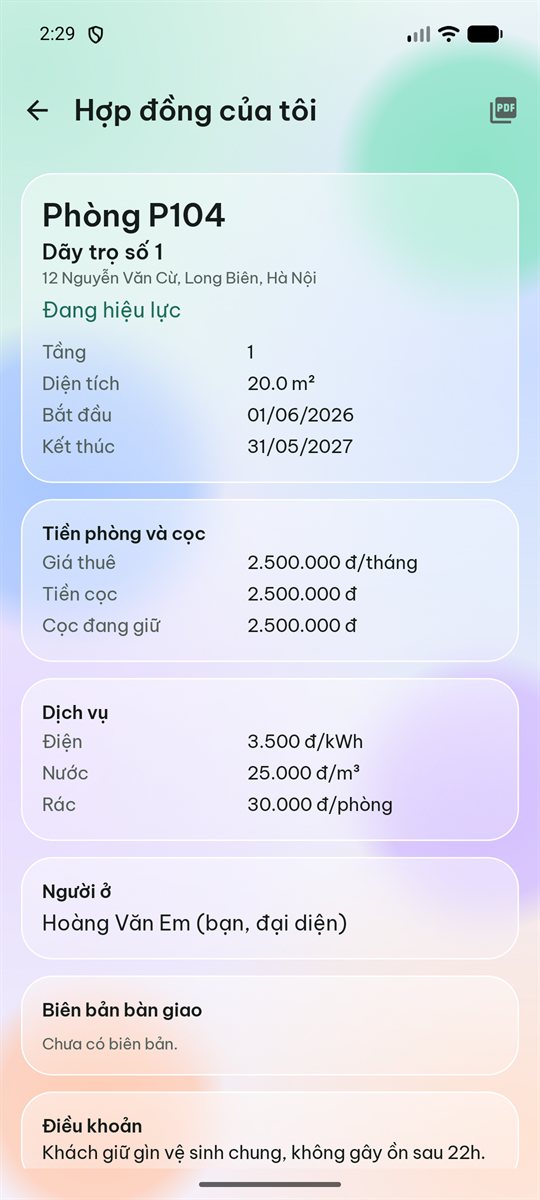 2:29
Hợp đồng của tôi
PDF
Phòng P104
Dãy trọ số 1
12 Nguyễn Văn Cừ, Long Biên, Hà Nội
Đang hiệu lực
Tầng 1
Diện tích 20.0 m²
Bắt đầu 01/06/2026
Kết thúc 31/05/2027
Tiền phòng và cọc
Giá thuê 2.500.000 đ/tháng
Tiền cọc 2.500.000 đ
Cọc đang giữ 2.500.000 đ
Dịch vụ
Điện 3.500 đ/kWh
Nước 25.000 đ/m³
Rác 30.000 đ/phòng
Người ở
Hoàng Văn Em (bạn, đại diện)
Biên bản bàn giao
Chưa có biên bản.
Điều khoản
Khách giữ gìn vệ sinh chung, không gây ồn sau 22h.